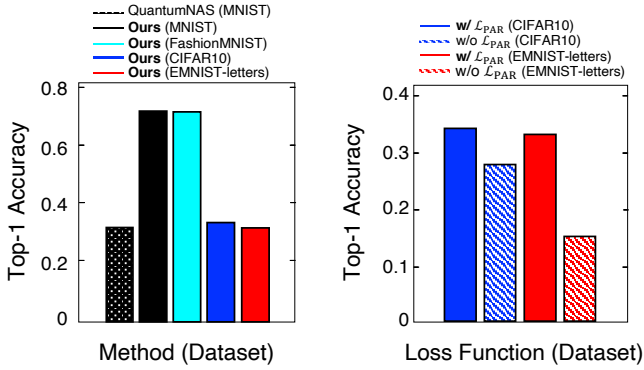 QuantumNAS (MNIST)
Ours (MNIST)
Ours (FashionMNIST)
Ours (CIFAR10)
Ours (EMNIST-letters)
0.8
0.6
0.4
0.2
0
Top-1 Accuracy
Method (Dataset)
w/ ℒPAR (CIFAR10)
w/o ℒPAR (CIFAR10)
w/ ℒPAR (EMNIST-letters)
w/o ℒPAR (EMNIST-letters)
0.4
0.3
0.2
0.1
0
Top-1 Accuracy
Loss Function (Dataset)